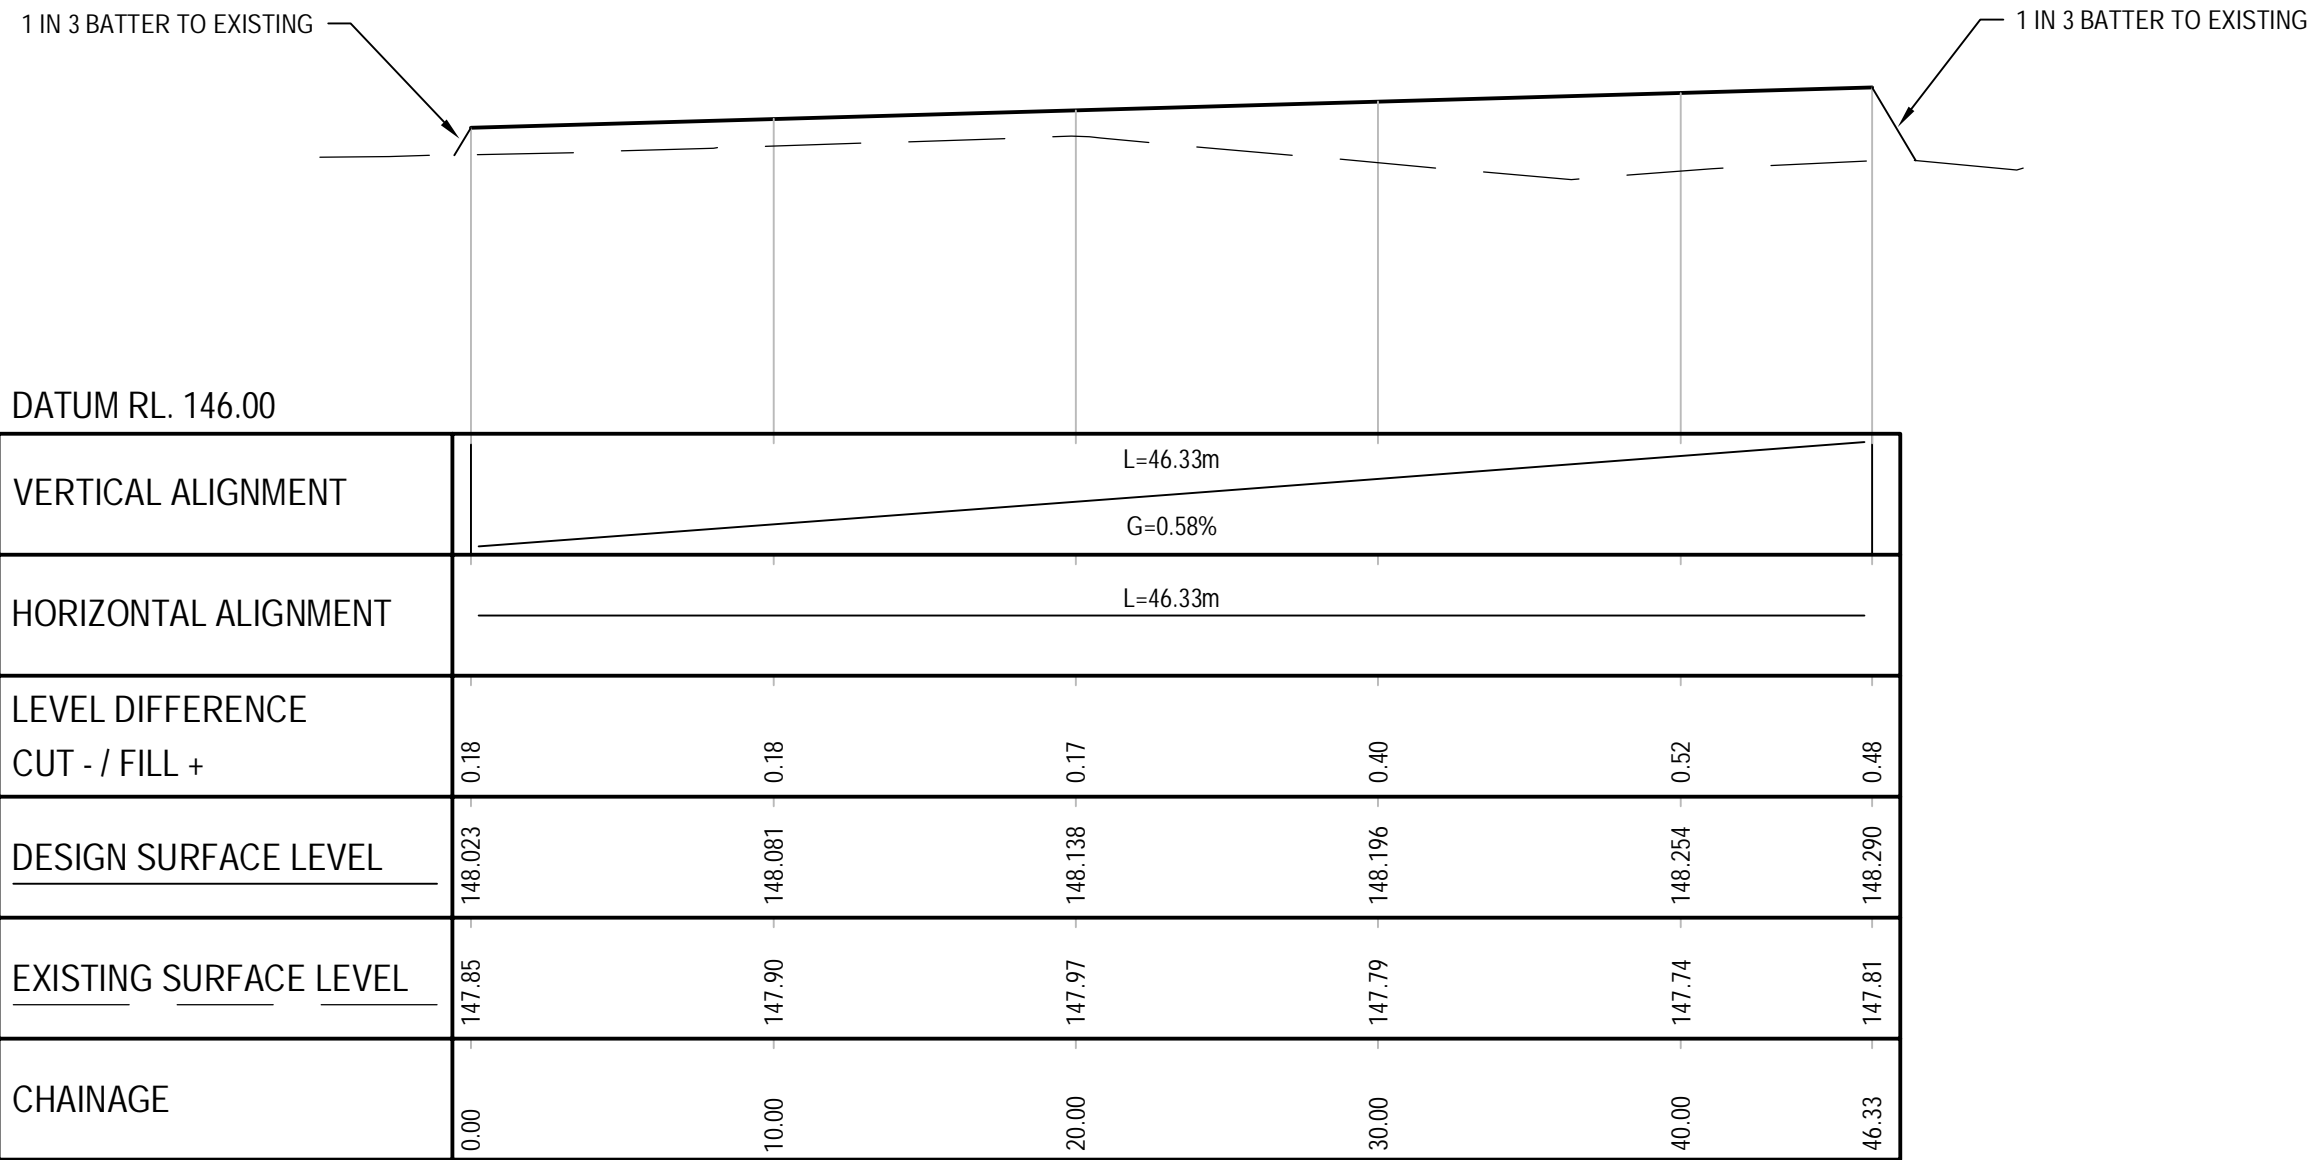 1 IN 3 BATTER TO EXISTING
1 IN 3 BATTER TO EXISTING
DATUM RL. 146.00
VERTICAL ALIGNMENT
L=46.33m
G=0.58%
HORIZONTAL ALIGNMENT
L=46.33m
LEVEL DIFFERENCE
CUT - / FILL +
0.18
0.18
0.17
0.40
0.52
0.48
DESIGN SURFACE LEVEL
148.023
148.081
148.138
148.196
148.254
148.290
EXISTING SURFACE LEVEL
147.85
147.90
147.97
147.79
147.74
147.81
CHAINAGE
0.00
10.00
20.00
30.00
40.00
46.33